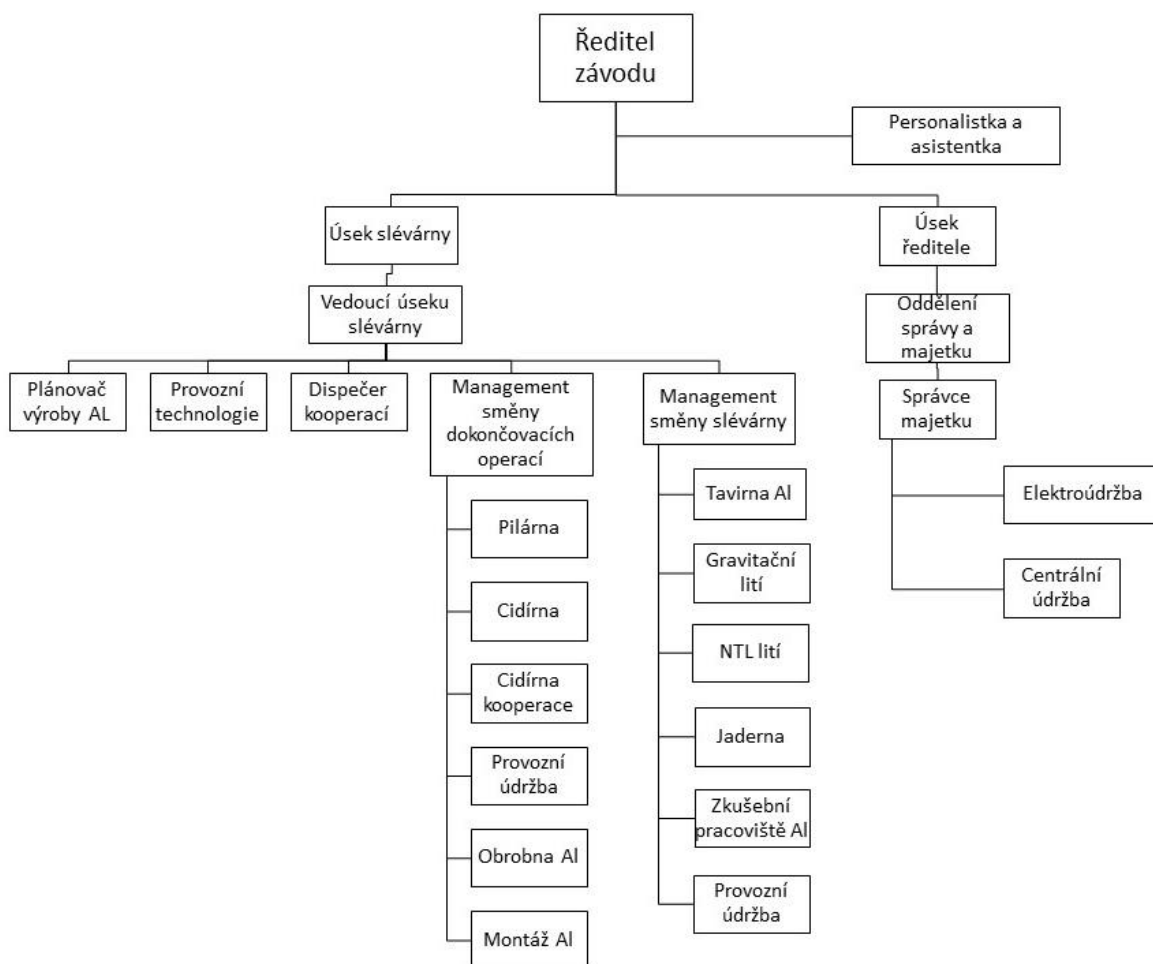 Ředitel
závodu
Personalistka a
asistentka
Úsek slévárny
Úsek
ředitele
Vedoucí úseku
slévárny
Oddělení
správy a
majetku
Plánovač
výroby AL
Provozní
technologie
Dispečer
kooperací
Management
směny
dokončovacích
operací
Management
směny slévárny
Správce
majetku
Pilárna
Cidírna
Cidírna
kooperace
Provozní
údržba
Obrobna Al
Montáž Al
Tavirna Al
Gravitační
lití
NTL lití
Jaderna
Zkušební
pracoviště Al
Provozní
údržba
Elektroúdržba
Centrální
údržba